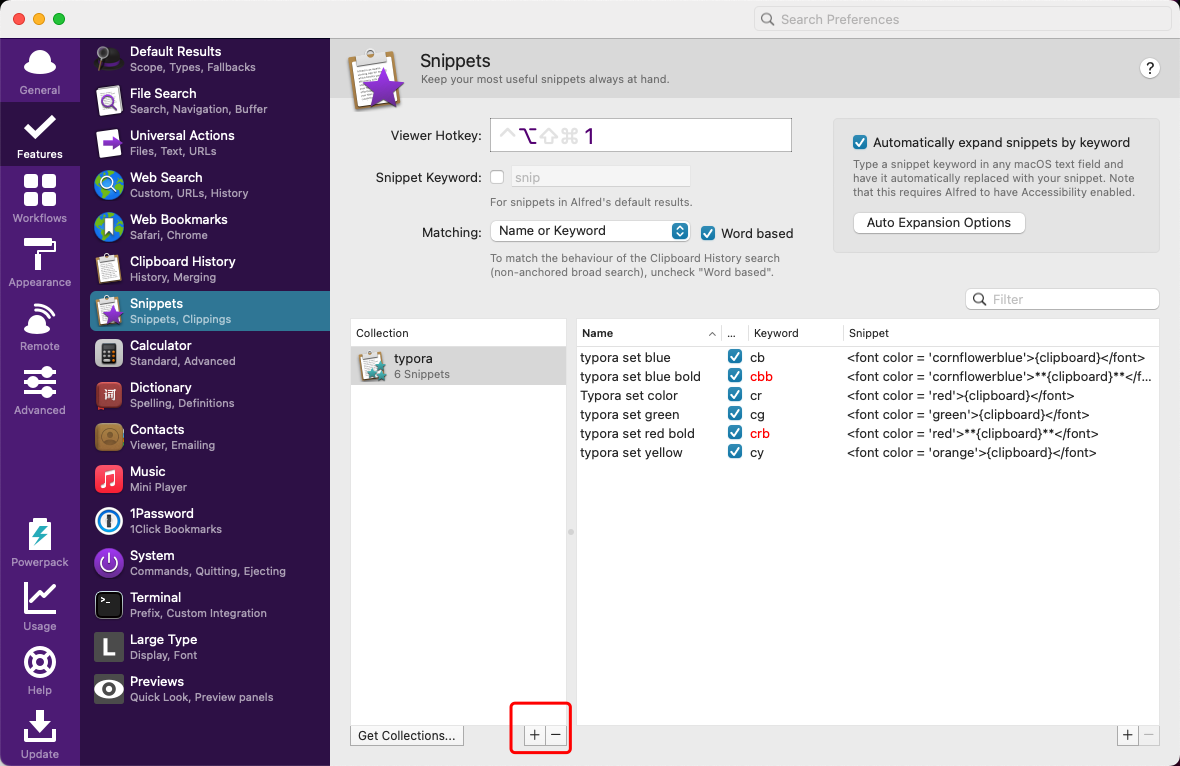 Search Preferences
General
Features
Workflows
Appearance
Remote
Advanced
Powerpack
Usage
Help
Update
Default Results
Scope, Types, Fallbacks
File Search
Search, Navigation, Buffer
Universal Actions
Files, Text, URLs
Web Search
Custom, URLs, History
Web Bookmarks
Safari, Chrome
Clipboard History
History, Merging
Snippets
Snippets, Clippings
Calculator
Standard, Advanced
词
Dictionary
Spelling, Definitions
Contacts
Viewer, Emailing
Music
Mini Player
1Password
1Click Bookmarks
System
Commands, Quitting, Ejecting
>_
Terminal
Prefix, Custom Integration
L
Large Type
Display, Font
Previews
Quick Look, Preview panels
Snippets
Keep your most useful snippets always at hand.
?
Viewer Hotkey: ^⌥⇧⌘ 1
Snippet Keyword: snip
For snippets in Alfred's default results.
Matching: Name or Keyword Word based
To match the behaviour of the Clipboard History search
(non-anchored broad search), uncheck "Word based".
Automatically expand snippets by keyword
Type a snippet keyword in any macOS text field and
have it automatically replaced with your snippet. Note
that this requires Alfred to have Accessibility enabled.
Auto Expansion Options
Filter
Collection
typora
6 Snippets
Name ... Keyword Snippet
typora set blue cb <font color = 'cornflowerblue'>{clipboard}</font>
typora set blue bold cbb <font color = 'cornflowerblue'>**{clipboard}**</f...
Typora set color cr <font color = 'red'>{clipboard}</font>
typora set green cg <font color = 'green'>{clipboard}</font>
typora set red bold crb <font color = 'red'>**{clipboard}**</font>
typora set yellow cy <font color = 'orange'>{clipboard}</font>
Get Collections... + −
+ −